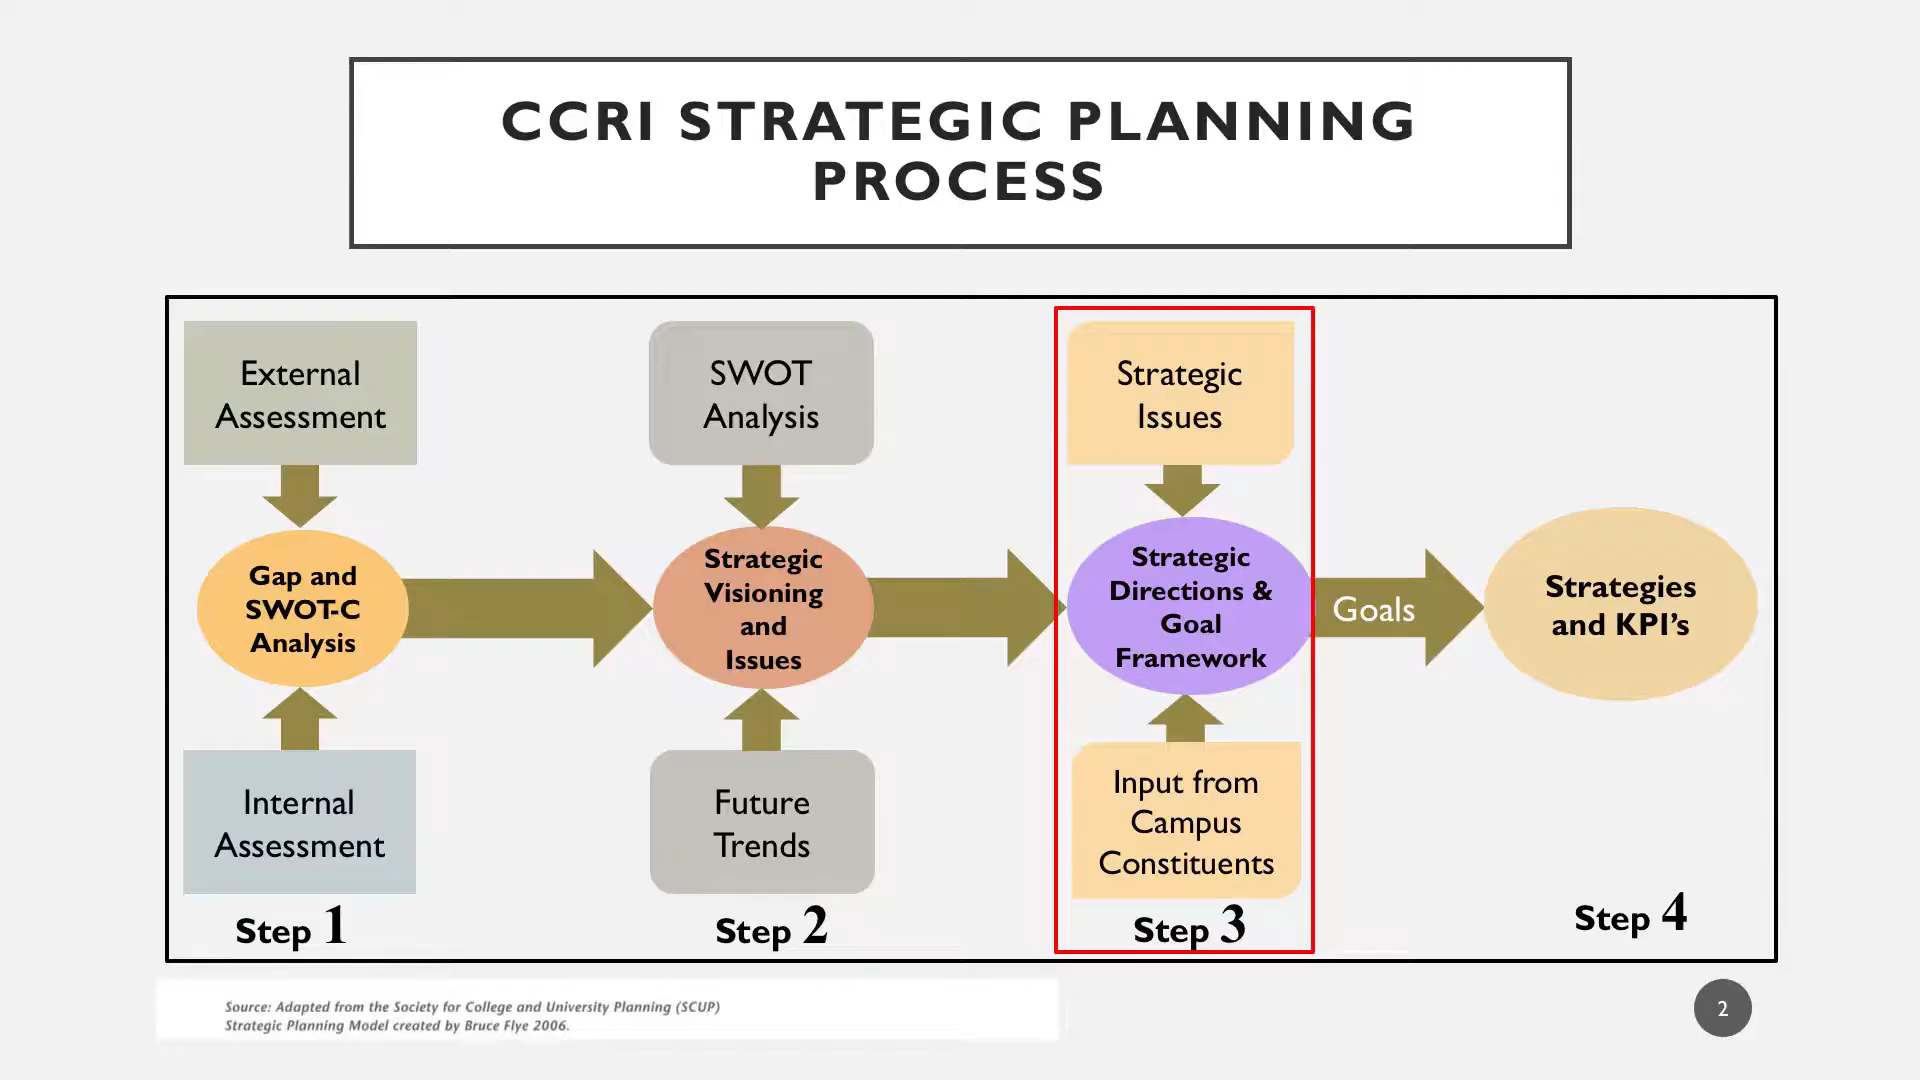 CCRI STRATEGIC PLANNING
PROCESS
External
Assessment
Gap and
SWOT-C
Analysis
Internal
Assessment
Step 1
SWOT
Analysis
Strategic
Visioning
and
Issues
Future
Trends
Step 2
Strategic
Issues
Strategic
Directions &
Goal
Framework
Input from
Campus
Constituents
Step 3
Goals
Strategies
and KPI's
Step 4
Source: Adapted from the Society for College and University Planning (SCUP)
Strategic Planning Model created by Bruce Flye 2006.
2